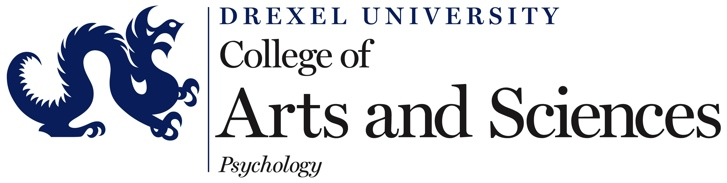 DREXEL UNIVERSITY
College of
Arts and Sciences
Psychology